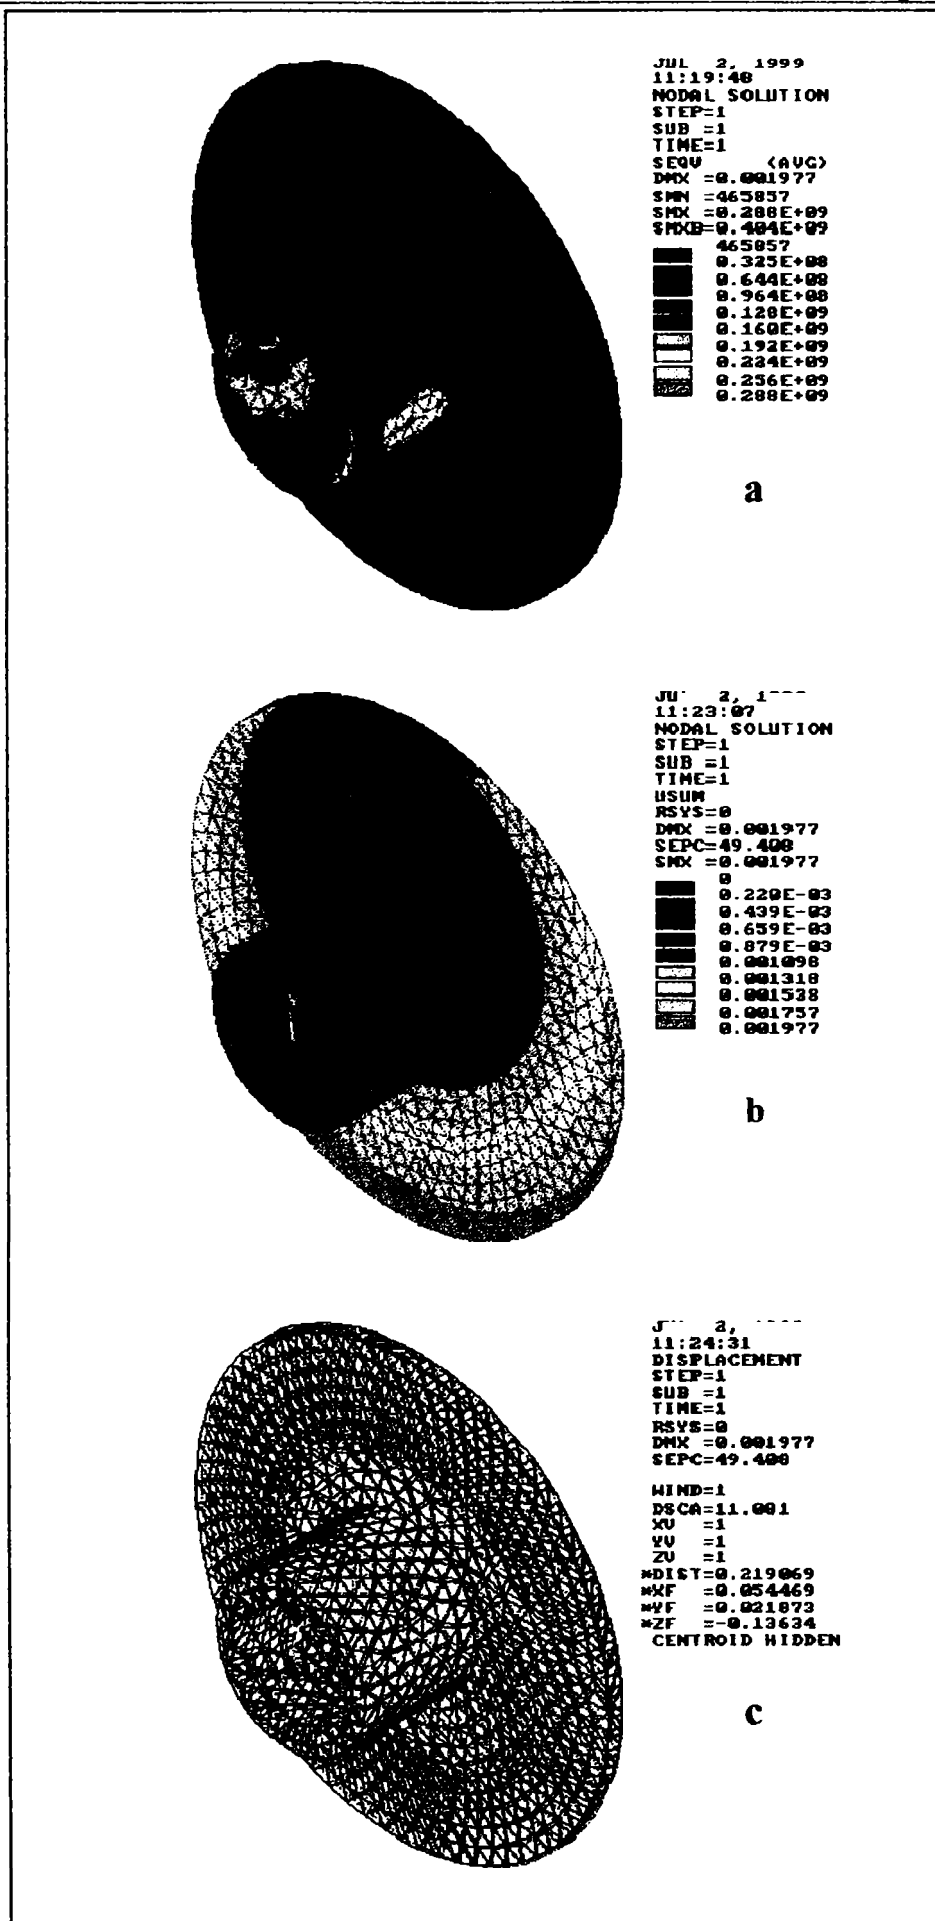 JUL 2, 1999
11:19:48
NODAL SOLUTION
STEP=1
SUB =1
TIME=1
SEQV (AVG)
DMX =0.001977
SMN =465857
SMX =0.288E+09
SMXB=0.404E+09
465857
0.325E+08
0.644E+08
0.964E+08
0.128E+09
0.160E+09
0.192E+09
0.224E+09
0.256E+09
0.288E+09
a
2,
11:23:07
NODAL SOLUTION
STEP=1
SUB =1
TIME=1
USUM
RSYS=0
DMX =0.001977
SEPC=49.408
SMX =0.001977
0
0.220E-03
0.439E-03
0.659E-03
0.879E-03
0.001098
0.001318
0.001538
0.001757
0.001977
b
2,
11:24:31
DISPLACEMENT
STEP=1
SUB =1
TIME=1
RSYS=0
DMX =0.001977
SEPC=49.408
WIND=1
DSCA=11.081
XV =1
YV =1
ZV =1
*DIST=0.219069
*XF =0.054469
*YF =0.021873
*ZF =-0.13634
CENTROID HIDDEN
c